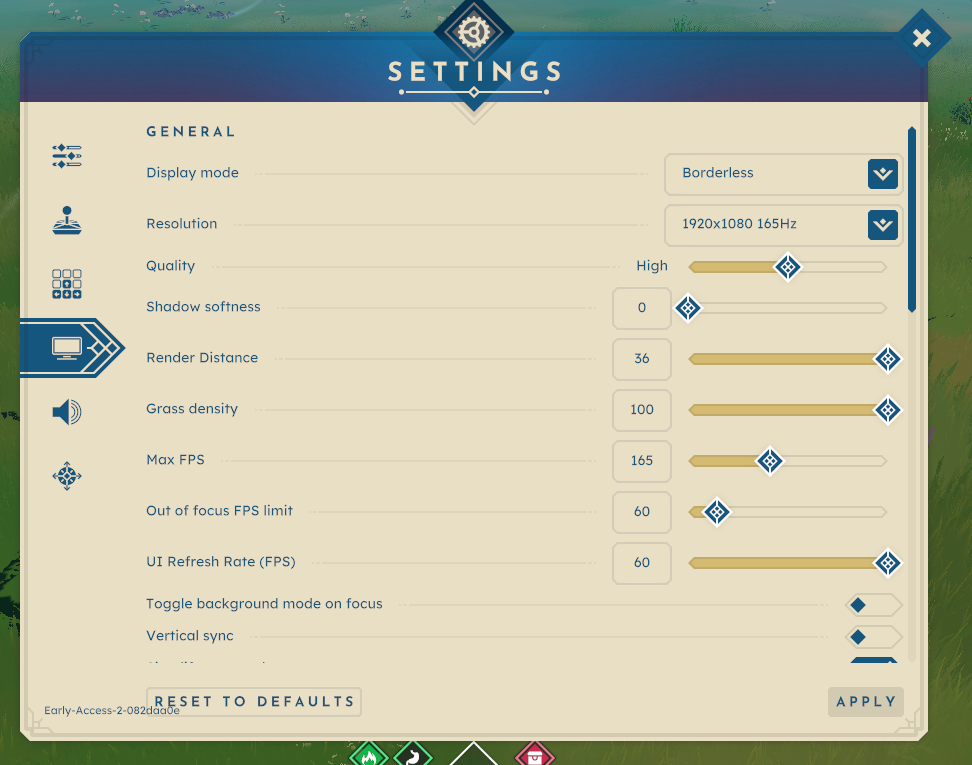 SETTINGS
GENERAL
Display mode Borderless
Resolution 1920x1080 165Hz
Quality High
Shadow softness 0
Render Distance 36
Grass density 100
Max FPS 165
Out of focus FPS limit 60
UI Refresh Rate (FPS) 60
Toggle background mode on focus
Vertical sync
RESET TO DEFAULTS APPLY
Early-Access-2-082daa0e